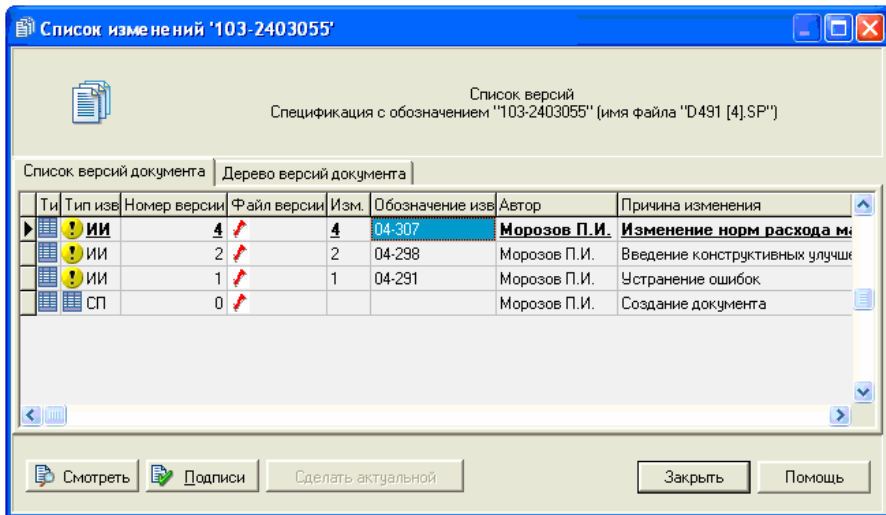 Список изменений '103-2403055'
Список версий
Спецификация с обозначением "103-2403055" (имя файла "D491 [4].SP")
Список версий документа Дерево версий документа
Ти Тип изв Номер версии Файл версии Изм. Обозначение изв Автор Причина изменения
ИИ 4 4 04-307 Морозов П.И. Изменение норм расхода ма
ИИ 2 2 04-298 Морозов П.И. Введение конструктивных улучше
ИИ 1 1 04-291 Морозов П.И. Устранение ошибок
СП 0 Морозов П.И. Создание документа
Смотреть Подписи Сделать актуальной Закрыть Помощь